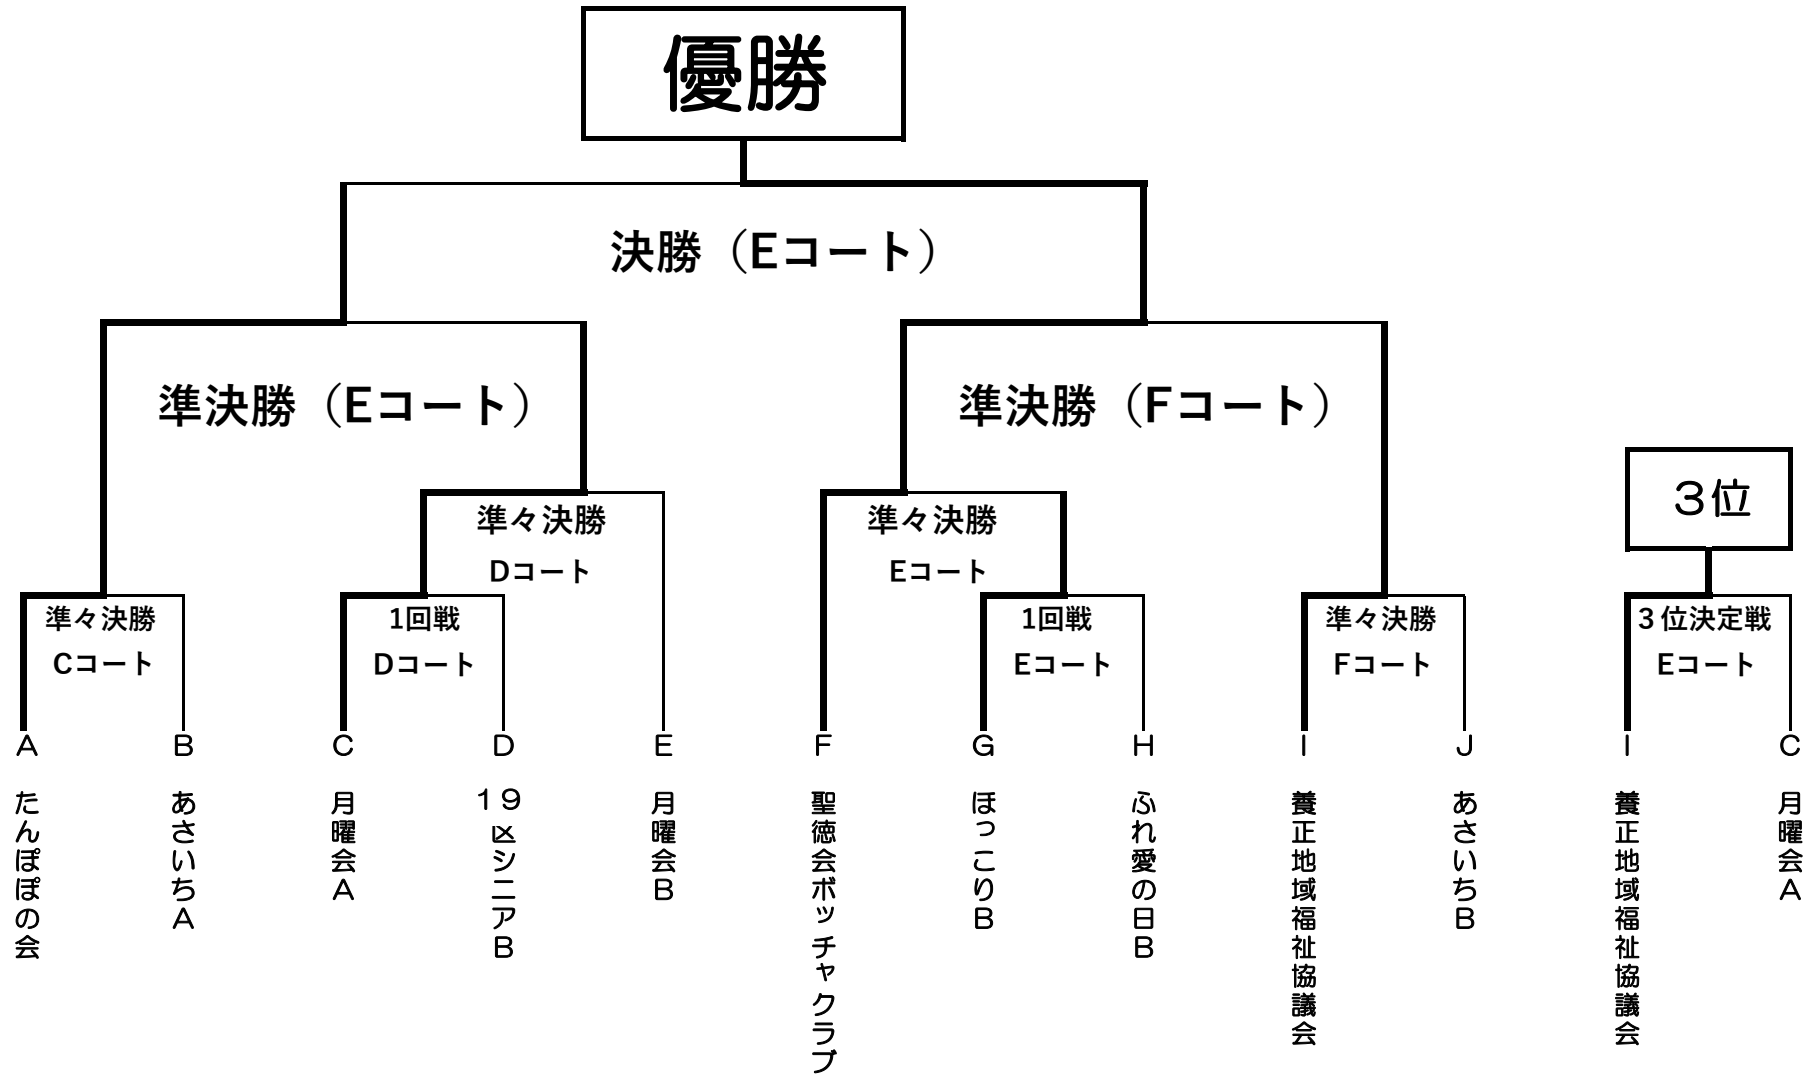 優勝
決勝（Eコート）
準決勝（Eコート）
準決勝（Fコート）
3位
準々決勝
Dコート
準々決勝
Eコート
準々決勝
Cコート
1回戦
Dコート
1回戦
Eコート
準々決勝
Fコート
３位決定戦
Eコート
A たんぽぽの会
B あさいちA
C 月曜会A
D 19区シニアB
E 月曜会B
F 聖徳会ボッチャクラブ
G ほっこりB
H ふれ愛の日B
I 養正地域福祉協議会
J あさいちB
I 養正地域福祉協議会
C 月曜会A